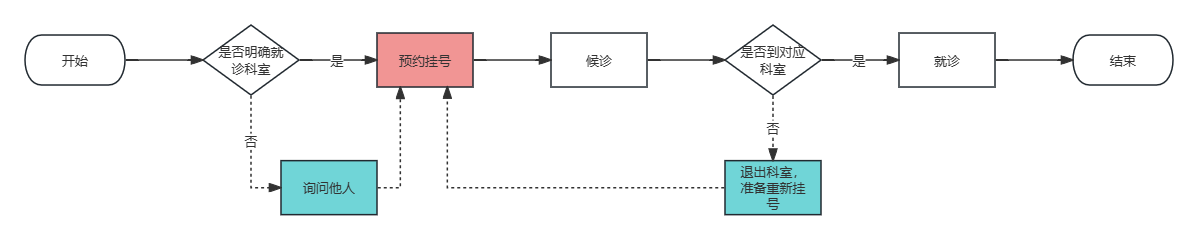 开始
是否明确就
诊科室
是
预约挂号
候诊
是否到对应
科室
是
就诊
结束
否
否
询问他人
退出科室，
准备重新挂
号